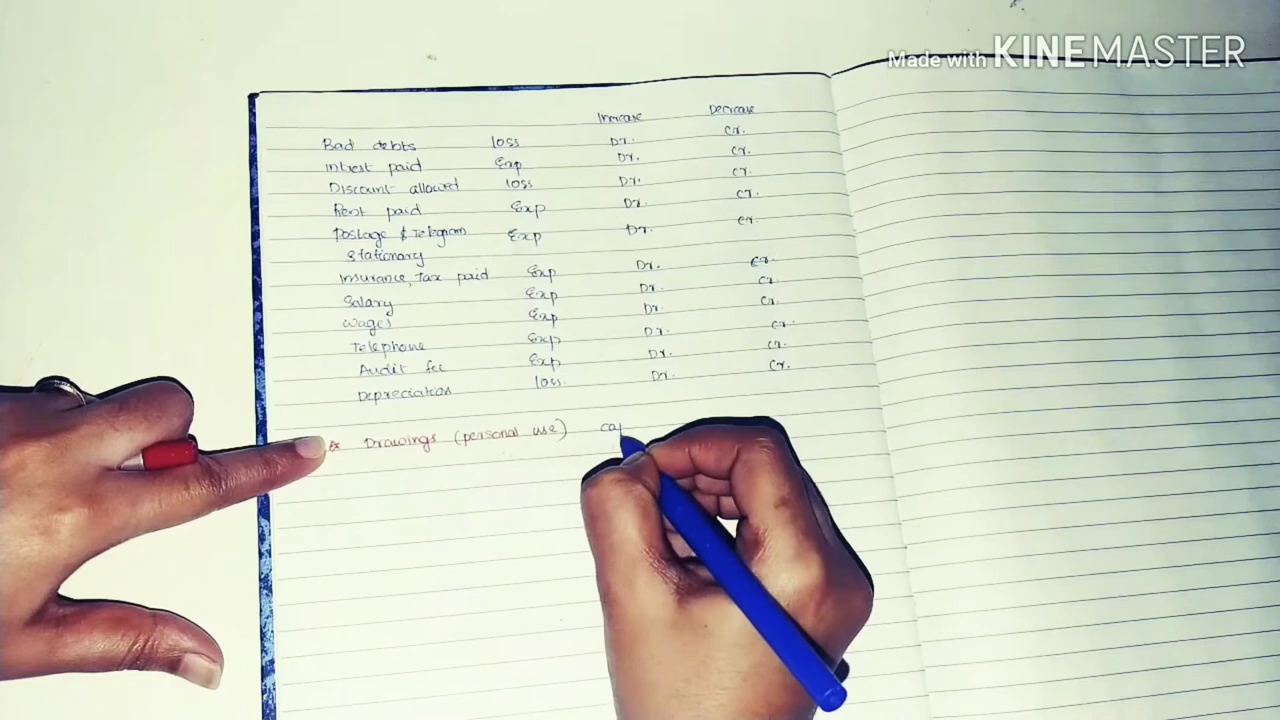 Made with KINEMASTER
Increase Decrease
Bad debts loss Dr. Cr.
Intrest paid Exp Dr. Cr.
Discount allowed loss Dr. Cr.
Rent paid Exp Dr. Cr.
Postage & Telegram Exp Dr. Cr.
Stationary
Insurance, Tax paid Exp Dr. Cr.
Salary Exp Dr. Cr.
Wages Exp Dr. Cr.
Telephone Exp Dr. Cr.
Audit fee Exp Dr. Cr.
Depreciation loss. Dr. Cr.
Drawings (personal use) cap